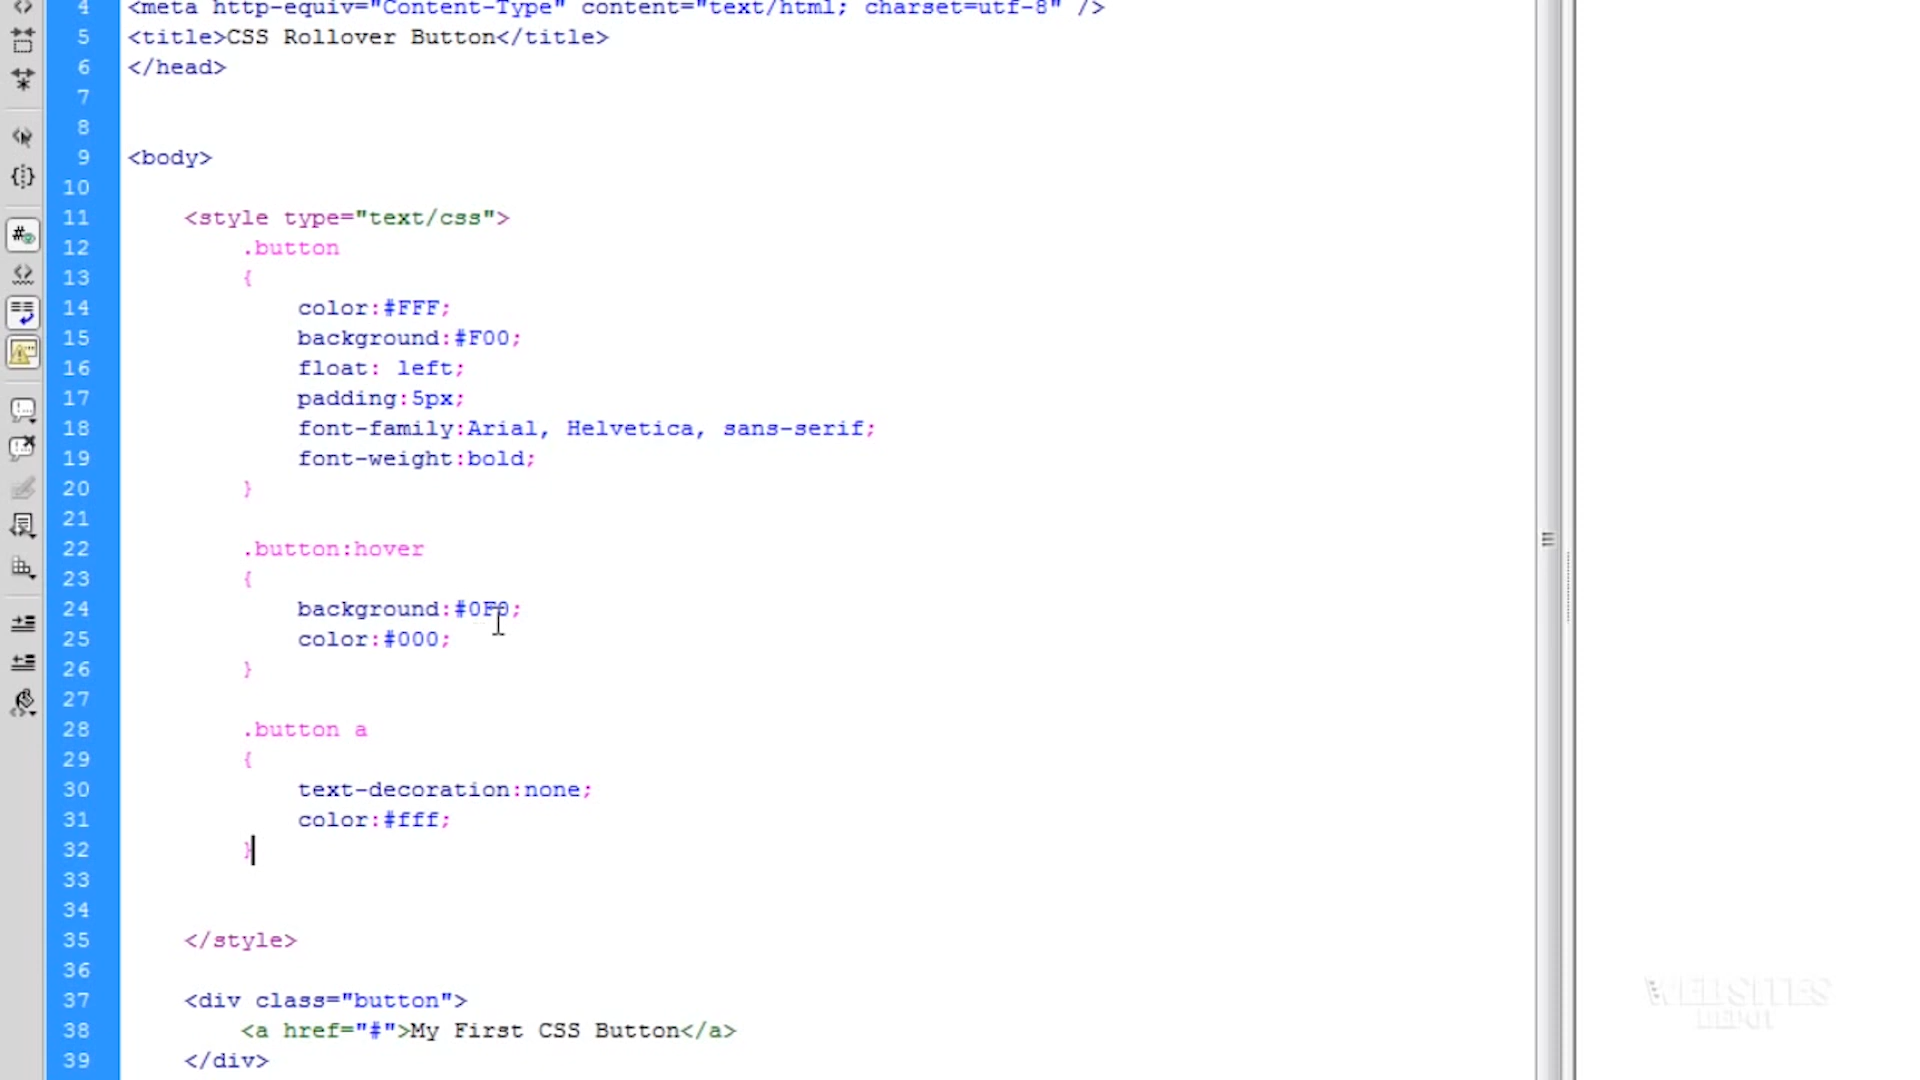 4 <meta http-equiv="Content-Type" content="text/html; charset=utf-8" />
5 <title>CSS Rollover Button</title>
6 </head>
7
8
9 <body>
10
11 <style type="text/css">
12 .button
13 {
14 color:#FFF;
15 background:#F00;
16 float: left;
17 padding:5px;
18 font-family:Arial, Helvetica, sans-serif;
19 font-weight:bold;
20 }
21
22 .button:hover
23 {
24 background:#0F0;
25 color:#000;
26 }
27
28 .button a
29 {
30 text-decoration:none;
31 color:#fff;
32 }
33
34
35 </style>
36
37 <div class="button">
38 <a href="#">My First CSS Button</a>
39 </div>
WEBSITES
DEPOT